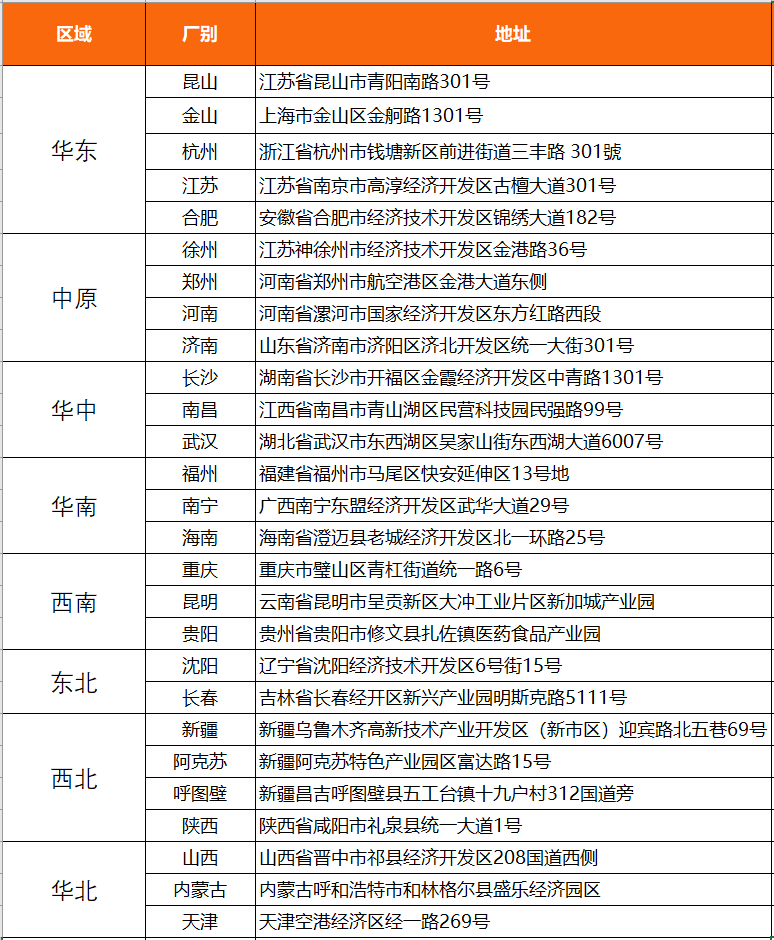 区域 厂别 地址
华东
昆山 江苏省昆山市青阳南路301号
金山 上海市金山区金舸路1301号
杭州 浙江省杭州市钱塘新区前进街道三丰路 301號
江苏 江苏省南京市高淳经济开发区古檀大道301号
合肥 安徽省合肥市经济技术开发区锦绣大道182号
中原
徐州 江苏神徐州市经济技术开发区金港路36号
郑州 河南省郑州市航空港区金港大道东侧
河南 河南省漯河市国家经济开发区东方红路西段
济南 山东省济南市济阳区济北开发区统一大街301号
华中
长沙 湖南省长沙市开福区金霞经济开发区中青路1301号
南昌 江西省南昌市青山湖区民营科技园民强路99号
武汉 湖北省武汉市东西湖区吴家山街东西湖大道6007号
华南
福州 福建省福州市马尾区快安延伸区13号地
南宁 广西南宁东盟经济开发区武华大道29号
海南 海南省澄迈县老城经济开发区北一环路25号
西南
重庆 重庆市璧山区青杠街道统一路6号
昆明 云南省昆明市呈贡新区大冲工业片区新加城产业园
贵阳 贵州省贵阳市修文县扎佐镇医药食品产业园
东北
沈阳 辽宁省沈阳经济技术开发区6号街15号
长春 吉林省长春经开区新兴产业园明斯克路5111号
西北
新疆 新疆乌鲁木齐高新技术产业开发区（新市区）迎宾路北五巷69号
阿克苏 新疆阿克苏特色产业园区富达路15号
呼图壁 新疆昌吉呼图壁县五工台镇十九户村312国道旁
陕西 陕西省咸阳市礼泉县统一大道1号
华北
山西 山西省晋中市祁县经济开发区208国道西侧
内蒙古 内蒙古呼和浩特市和林格尔县盛乐经济园区
天津 天津空港经济区经一路269号